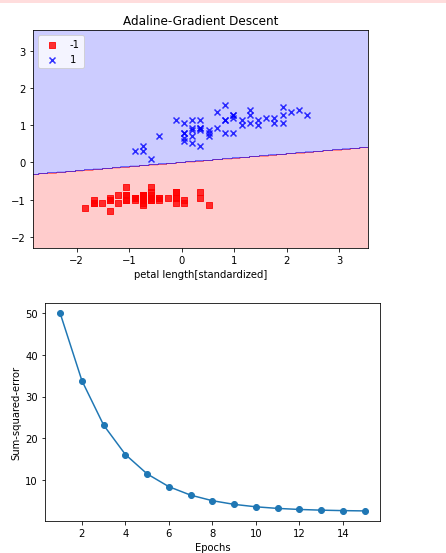 Adaline-Gradient Descent
-1
1
3
2
1
0
−1
−2
−2 −1 0 1 2 3
petal length[standardized]
50
40
30
20
10
Sum-squared-error
2 4 6 8 10 12 14
Epochs